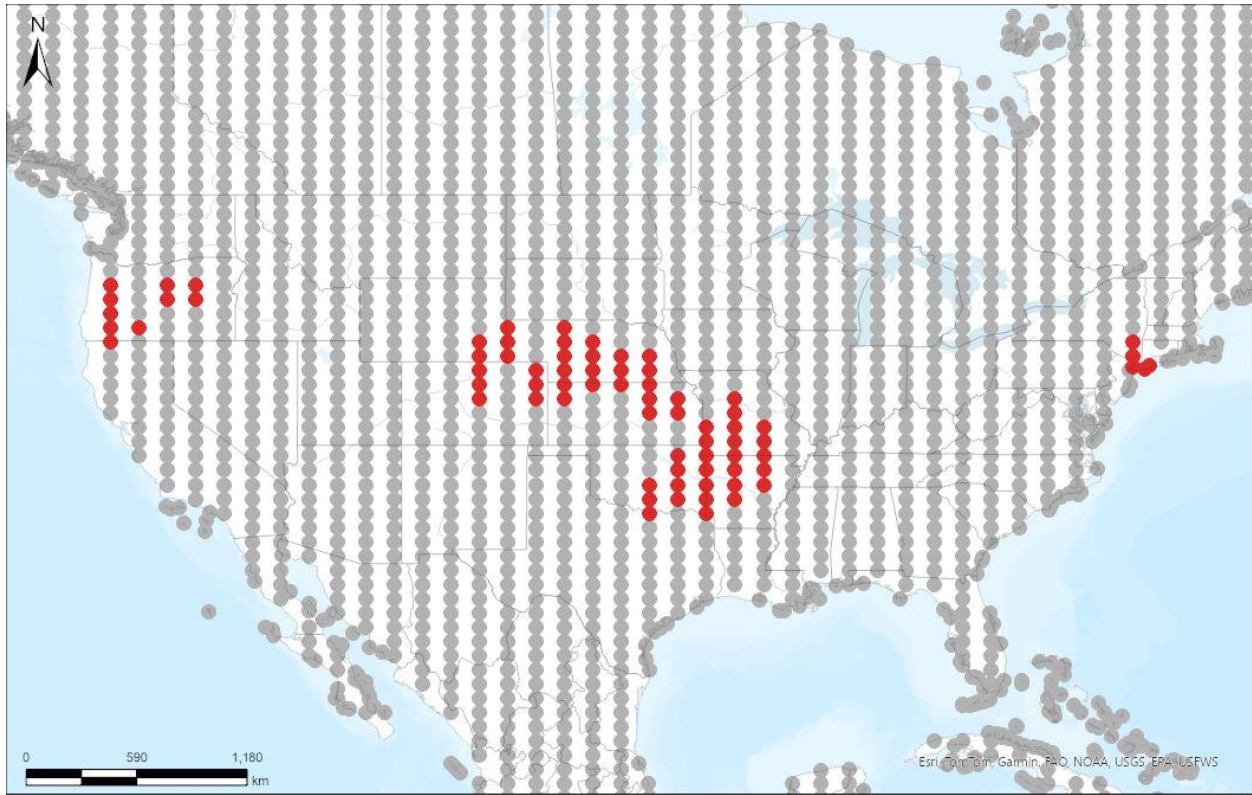 N
0 590 1,180
km
Esri, TomTom, Garmin, FAO, NOAA, USGS, EPA, USFWS